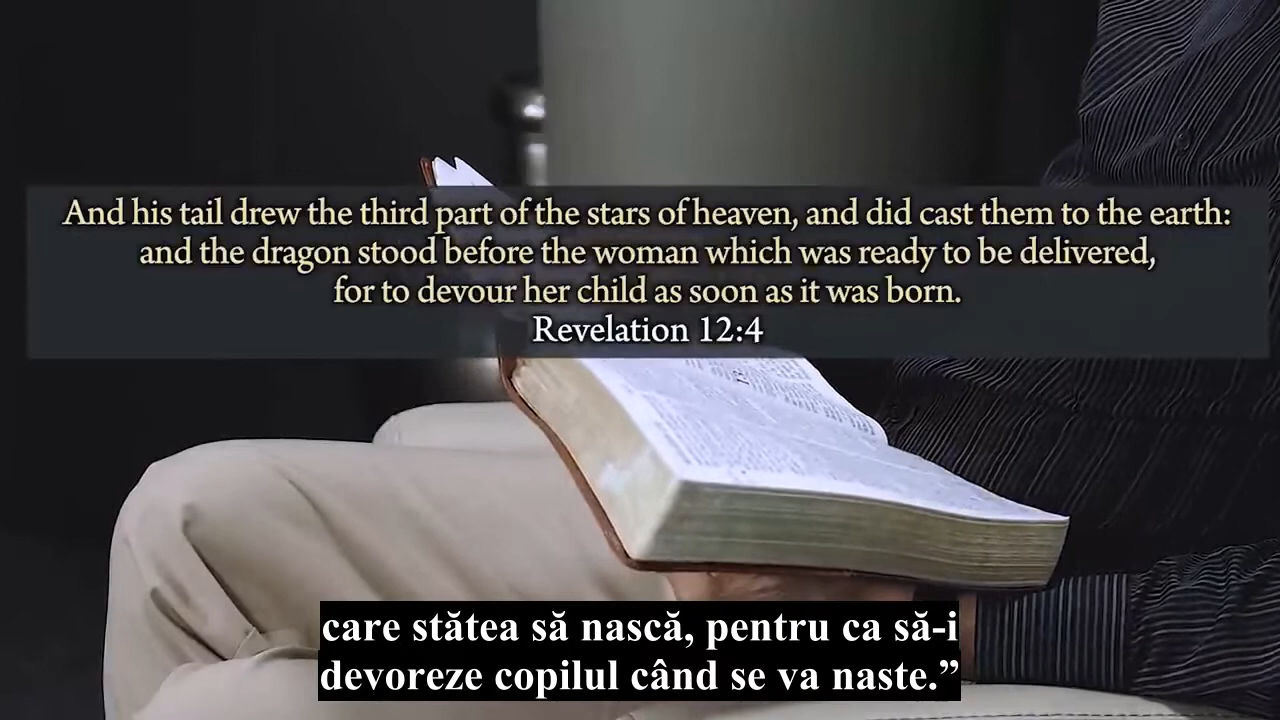 And his tail drew the third part of the stars of heaven, and did cast them to the earth:
and the dragon stood before the woman which was ready to be delivered,
for to devour her child as soon as it was born.
Revelation 12:4
care stătea să nască, pentru ca să-i
devoreze copilul când se va naste.”